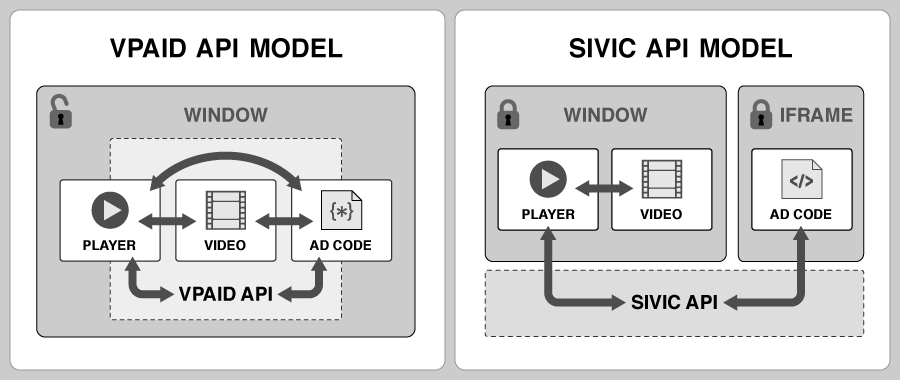 VPAID API MODEL
WINDOW
PLAYER
VIDEO
{*}
AD CODE
VPAID API
SIVIC API MODEL
WINDOW
IFRAME
PLAYER
VIDEO
</>
AD CODE
SIVIC API